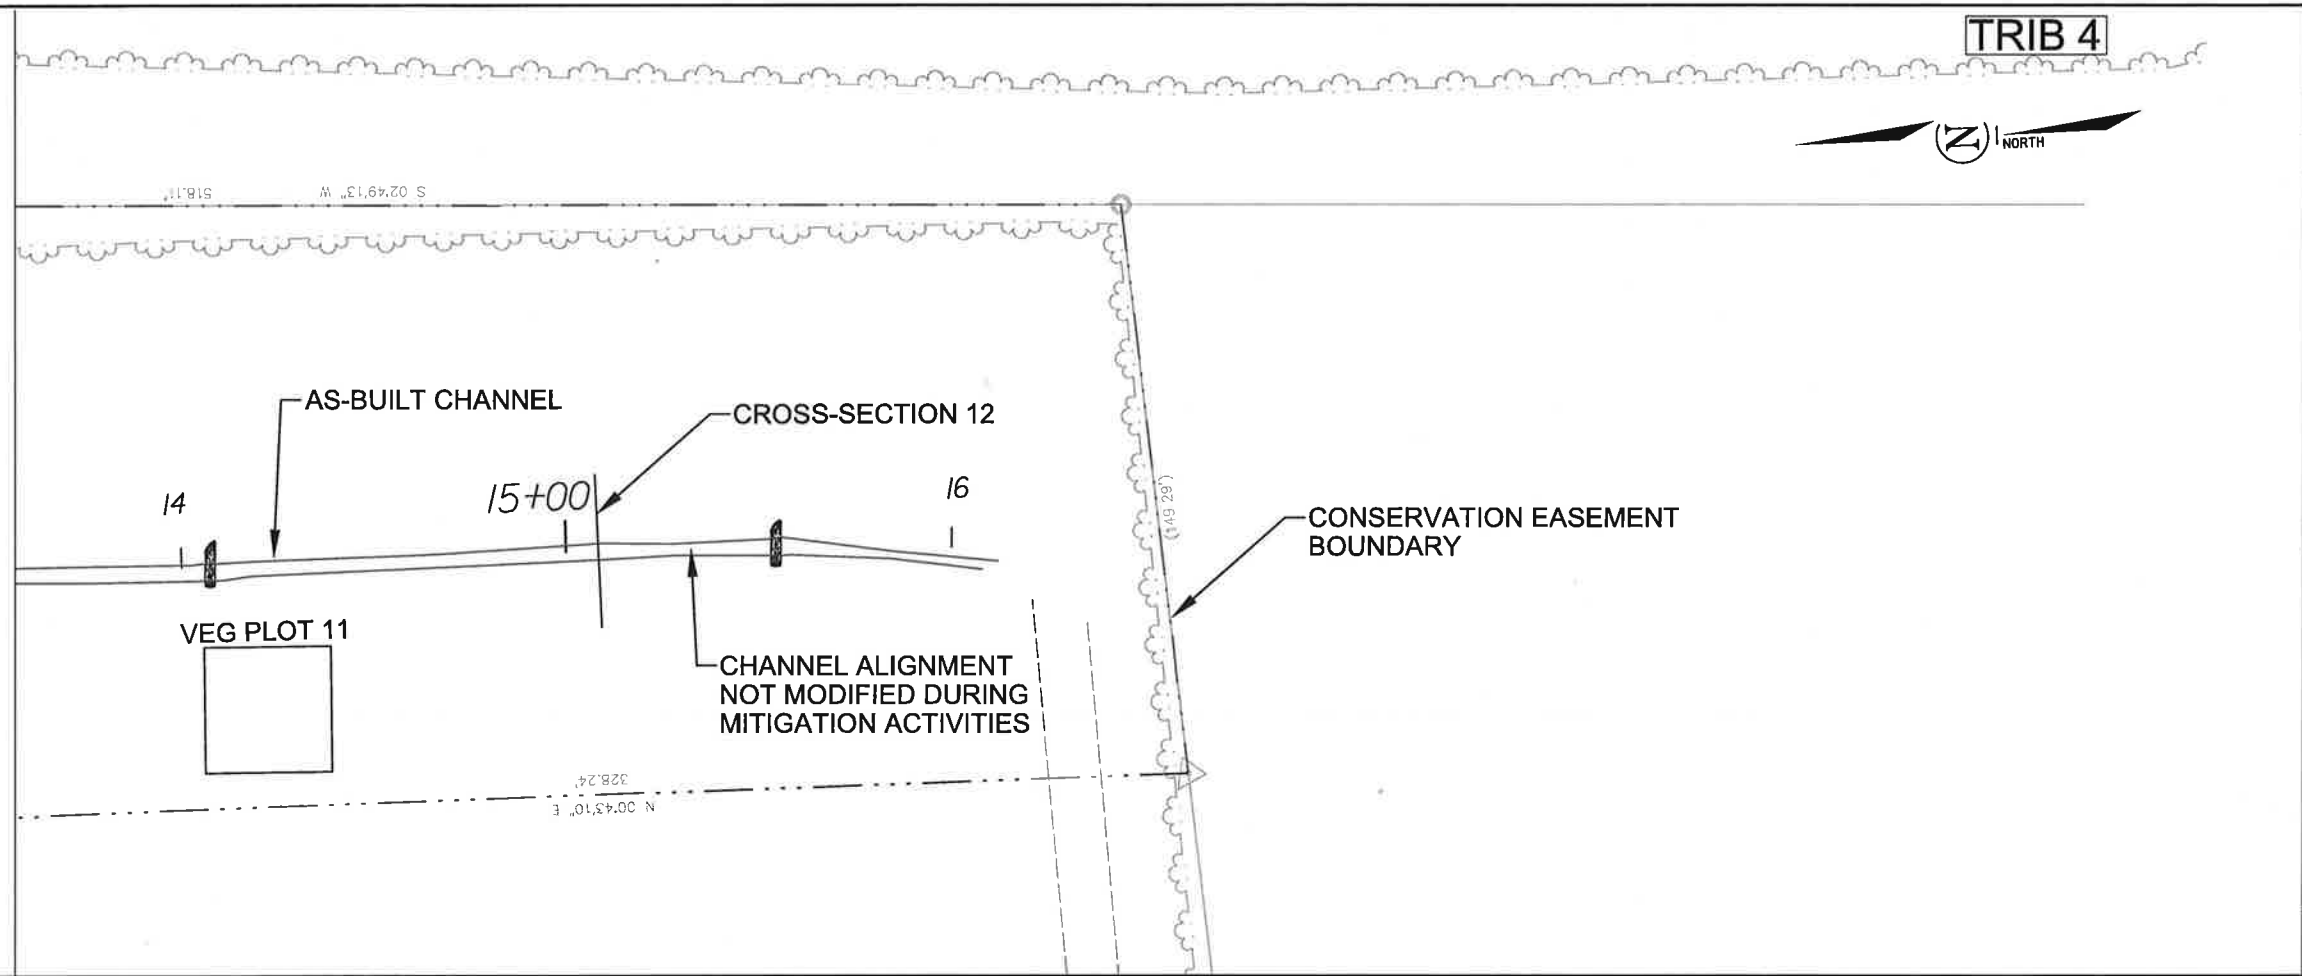 TRIB 4
N
NORTH
518.11'
S 02°49'13" W
AS-BUILT CHANNEL
CROSS-SECTION 12
14
15+00
16
(149.29')
CONSERVATION EASEMENT
BOUNDARY
VEG PLOT 11
CHANNEL ALIGNMENT
NOT MODIFIED DURING
MITIGATION ACTIVITIES
328.24'
N 00°43'10" E